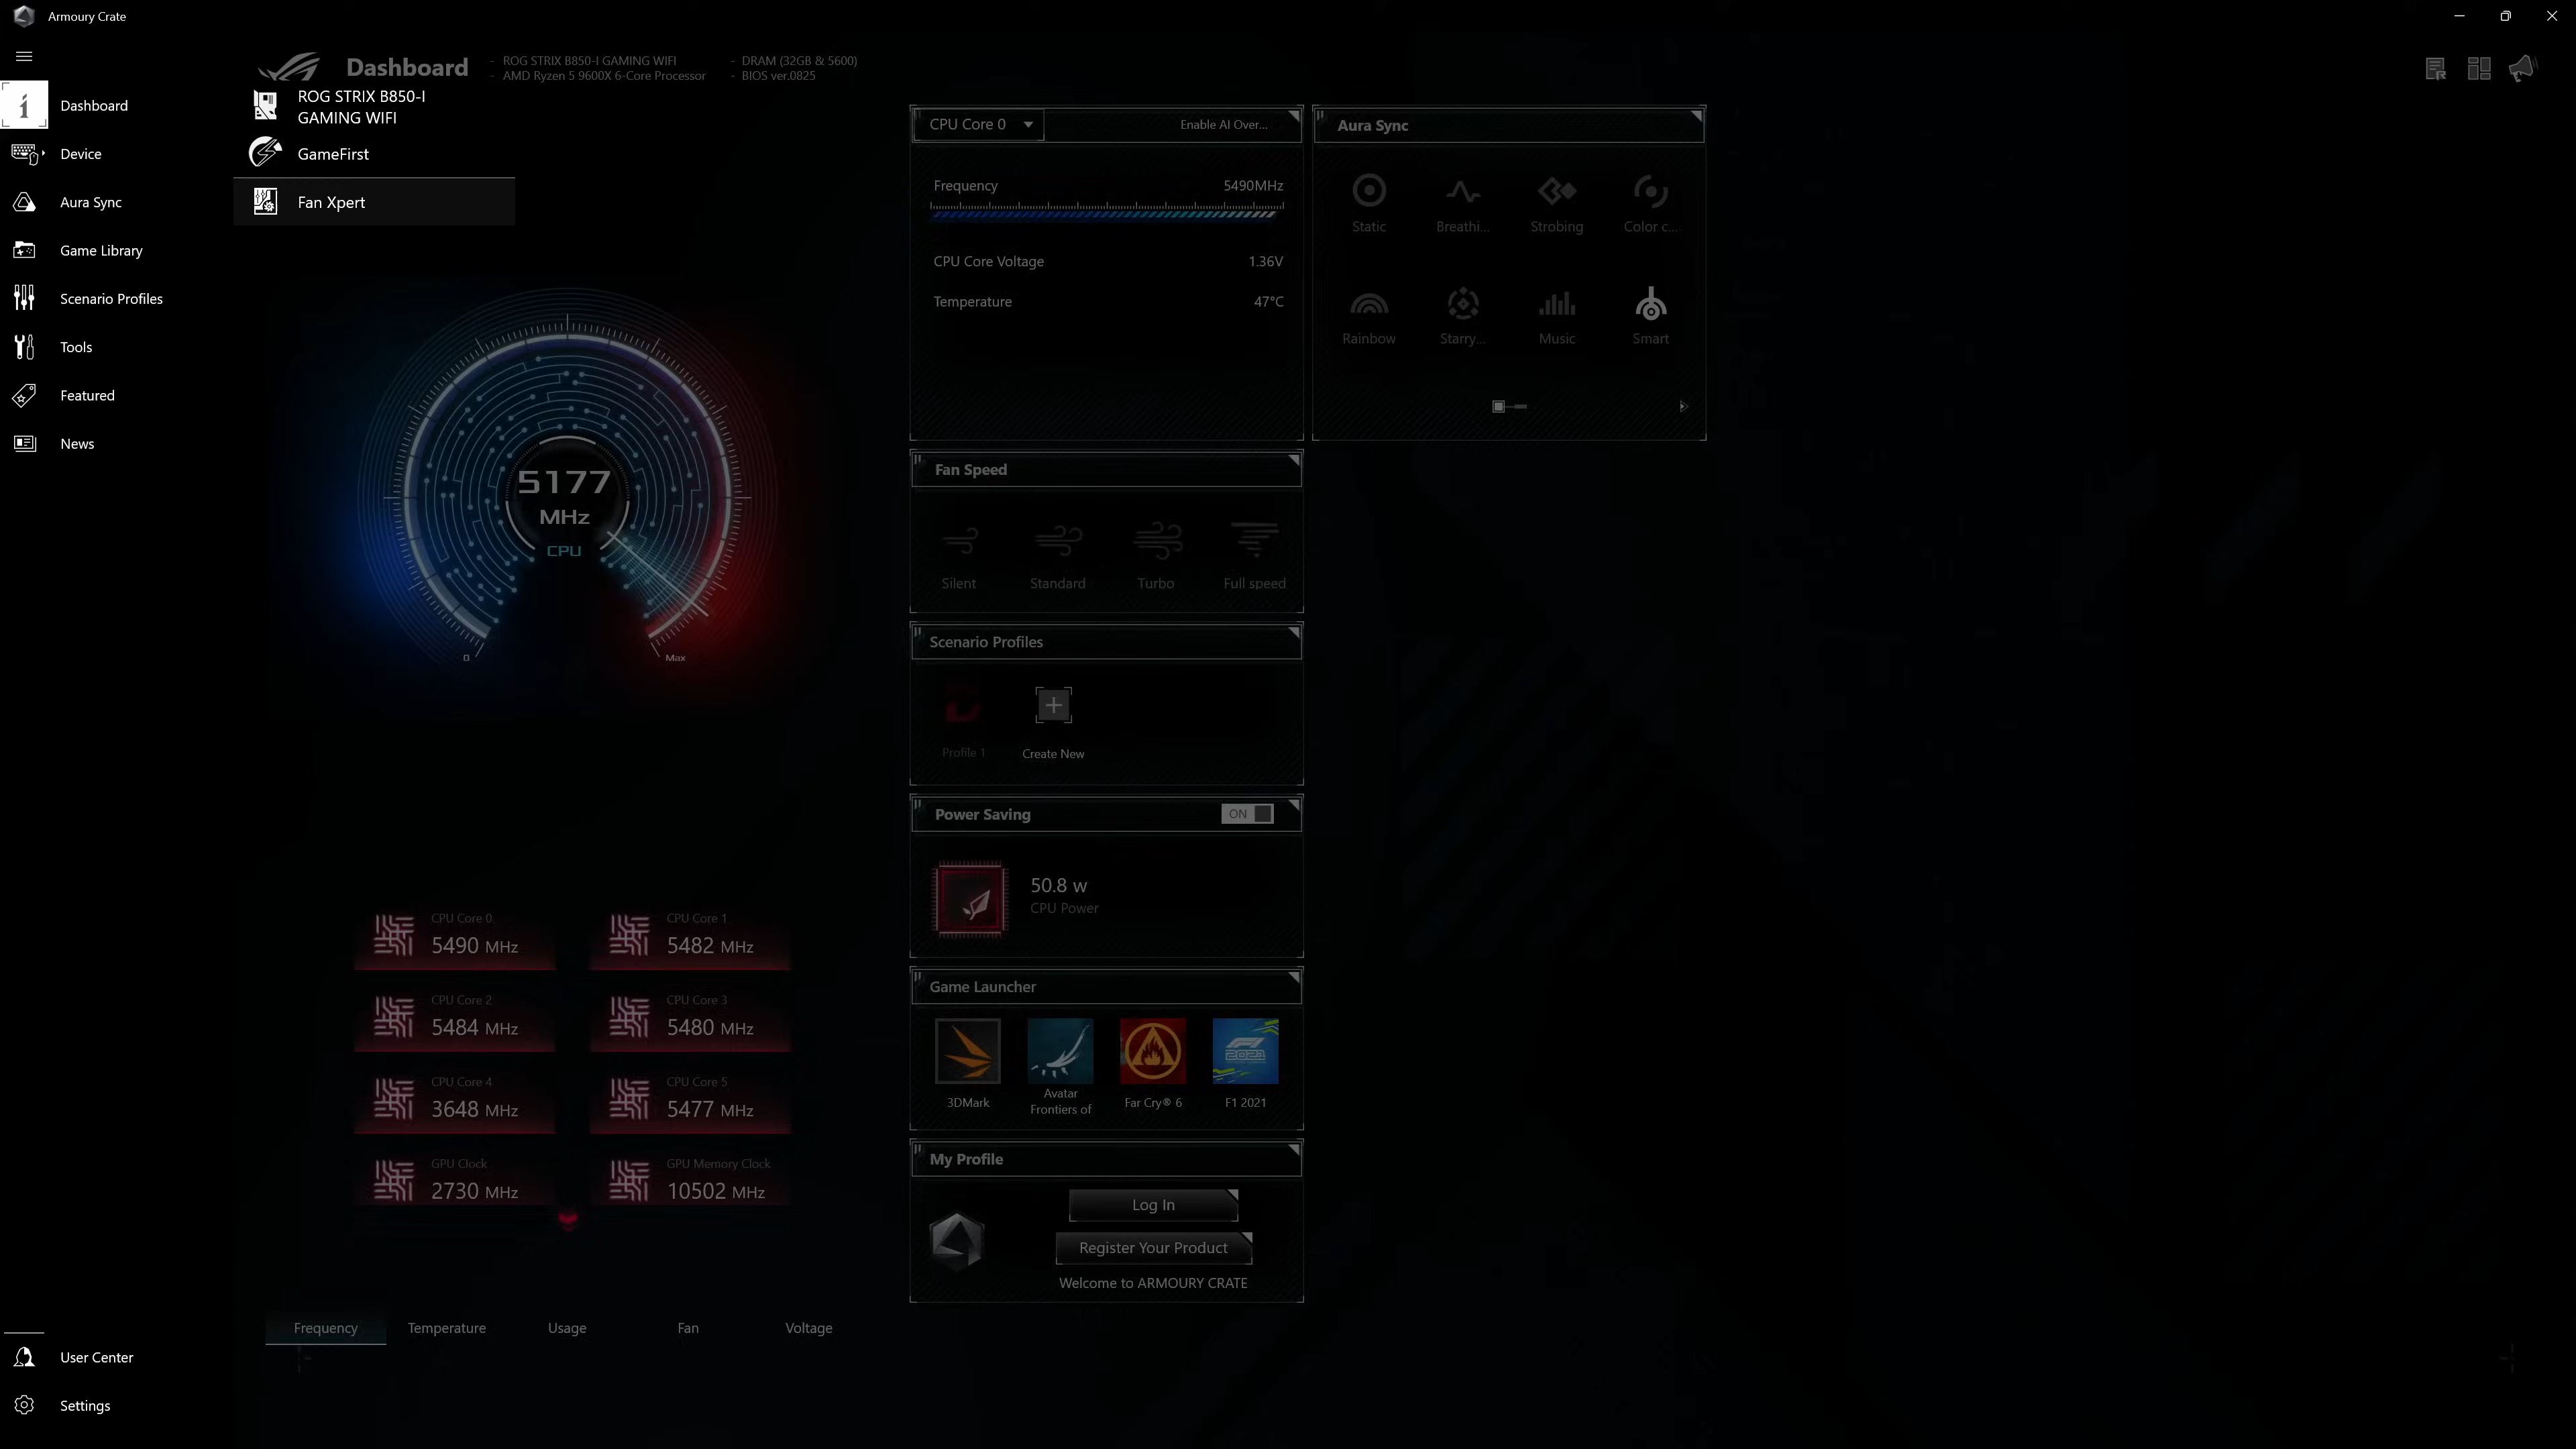 Armoury Crate
Dashboard
Device
Aura Sync
Game Library
Scenario Profiles
Tools
Featured
News
User Center
Settings
Dashboard
- ROG STRIX B850-I GAMING WIFI
- AMD Ryzen 5 9600X 6-Core Processor
- DRAM (32GB & 5600)
- BIOS ver.0825
ROG STRIX B850-I
GAMING WIFI
GameFirst
Fan Xpert
5177
MHz
CPU
0
Max
CPU Core 0
5490 MHz
CPU Core 1
5482 MHz
CPU Core 2
5484 MHz
CPU Core 3
5480 MHz
CPU Core 4
3648 MHz
CPU Core 5
5477 MHz
GPU Clock
2730 MHz
GPU Memory Clock
10502 MHz
Frequency
Temperature
Usage
Fan
Voltage
CPU Core 0
Enable AI Over...
Frequency
5490MHz
CPU Core Voltage
1.36V
Temperature
47°C
Fan Speed
Silent
Standard
Turbo
Full speed
Scenario Profiles
Profile 1
Create New
Power Saving
ON
50.8 w
CPU Power
Game Launcher
3DMark
Avatar
Frontiers of
Far Cry® 6
F1 2021
My Profile
Log In
Register Your Product
Welcome to ARMOURY CRATE
Aura Sync
Static
Breathi...
Strobing
Color c...
Rainbow
Starry...
Music
Smart